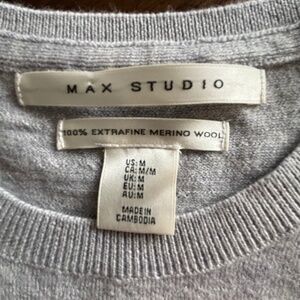 MAX STUDIO
100% EXTRAFINE MERINO WOOL
US: M
CA: M/M
UK: M
EU: M
AU: M
MADE IN
CAMBODIA